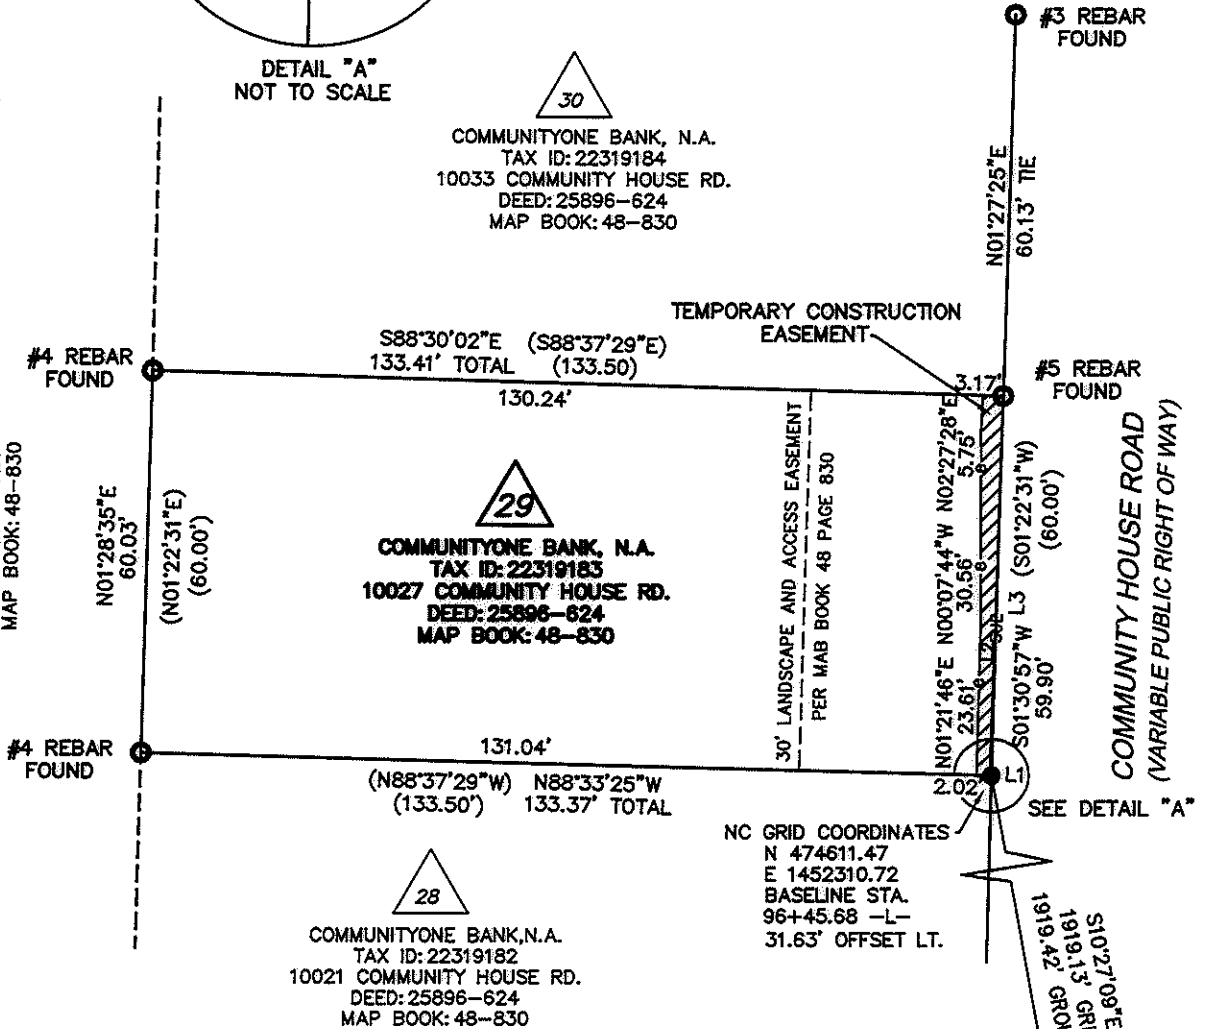 DETAIL "A"
NOT TO SCALE
#3 REBAR
FOUND
30
COMMUNITYONE BANK, N.A.
TAX ID: 22319184
10033 COMMUNITY HOUSE RD.
DEED: 25896-624
MAP BOOK: 48-830
N01°27'25"E
60.13' TIE
TEMPORARY CONSTRUCTION
EASEMENT
#4 REBAR
FOUND
S88°30'02"E (S88°37'29"E)
133.41' TOTAL (133.50)
130.24'
3.17'
#5 REBAR
FOUND
MAP BOOK: 48-830
N01°28'35"E
60.03'
(N01°22'31"E)
(60.00')
29
COMMUNITYONE BANK, N.A.
TAX ID: 22319183
10027 COMMUNITY HOUSE RD.
DEED: 25896-624
MAP BOOK: 48-830
30' LANDSCAPE AND ACCESS EASEMENT
PER MAB BOOK 48 PAGE 830
N01°21'46"E N00°07'44"W N02°27'28"E
23.61' 30.56' 5.75'
L2
S01°30'57"W L3 (S01°22'31"W)
59.90' (60.00')
COMMUNITY HOUSE ROAD
(VARIABLE PUBLIC RIGHT OF WAY)
#4 REBAR
FOUND
131.04'
(N88°37'29"W) N88°33'25"W
(133.50') 133.37' TOTAL
2.02'
L1
SEE DETAIL "A"
NC GRID COORDINATES
N 474611.47
E 1452310.72
BASELINE STA.
96+45.68 -L-
31.63' OFFSET LT.
28
COMMUNITYONE BANK,N.A.
TAX ID: 22319182
10021 COMMUNITY HOUSE RD.
DEED: 25896-624
MAP BOOK: 48-830
S10°27'09"E
1919.13'
1919.42'